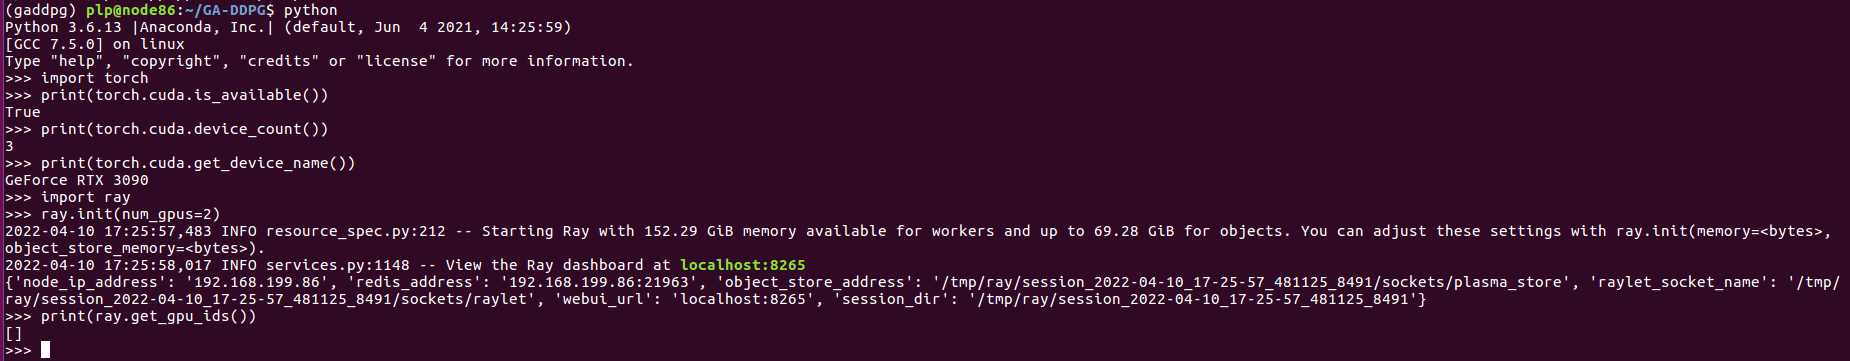 (gaddpg) plp@node86:~/GA-DDPG$ python
Python 3.6.13 |Anaconda, Inc.| (default, Jun  4 2021, 14:25:59)
[GCC 7.5.0] on linux
Type "help", "copyright", "credits" or "license" for more information.
>>> import torch
>>> print(torch.cuda.is_available())
True
>>> print(torch.cuda.device_count())
3
>>> print(torch.cuda.get_device_name())
GeForce RTX 3090
>>> import ray
>>> ray.init(num_gpus=2)
2022-04-10 17:25:57,483 INFO resource_spec.py:212 -- Starting Ray with 152.29 GiB memory available for workers and up to 69.28 GiB for objects. You can adjust these settings with ray.init(memory=<bytes>,
object_store_memory=<bytes>).
2022-04-10 17:25:58,017 INFO services.py:1148 -- View the Ray dashboard at localhost:8265
{'node_ip_address': '192.168.199.86', 'redis_address': '192.168.199.86:21963', 'object_store_address': '/tmp/ray/session_2022-04-10_17-25-57_481125_8491/sockets/plasma_store', 'raylet_socket_name': '/tmp/
ray/session_2022-04-10_17-25-57_481125_8491/sockets/raylet', 'webui_url': 'localhost:8265', 'session_dir': '/tmp/ray/session_2022-04-10_17-25-57_481125_8491'}
>>> print(ray.get_gpu_ids())
[]
>>>